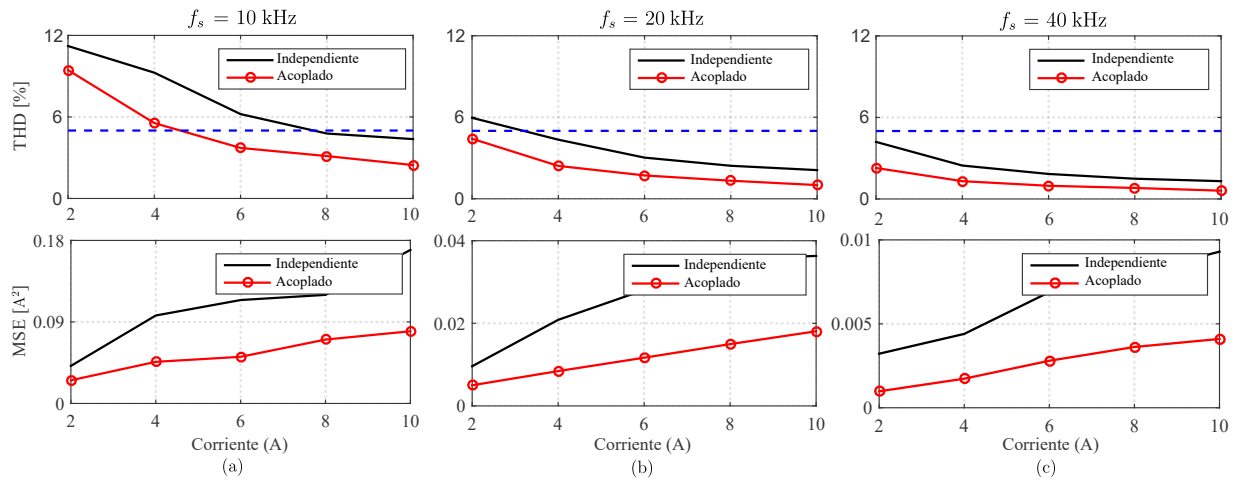 f_s = 10 kHz
f_s = 20 kHz
f_s = 40 kHz
THD [%]
12
6
0
2 4 6 8 10
Independiente
Acoplado
12
6
0
2 4 6 8 10
Independiente
Acoplado
12
6
0
2 4 6 8 10
Independiente
Acoplado
MSE [A²]
0.18
0.09
0
2 4 6 8 10
Independiente
Acoplado
Corriente (A)
(a)
0.04
0.02
0
2 4 6 8 10
Independiente
Acoplado
Corriente (A)
(b)
0.01
0.005
0
2 4 6 8 10
Independiente
Acoplado
Corriente (A)
(c)